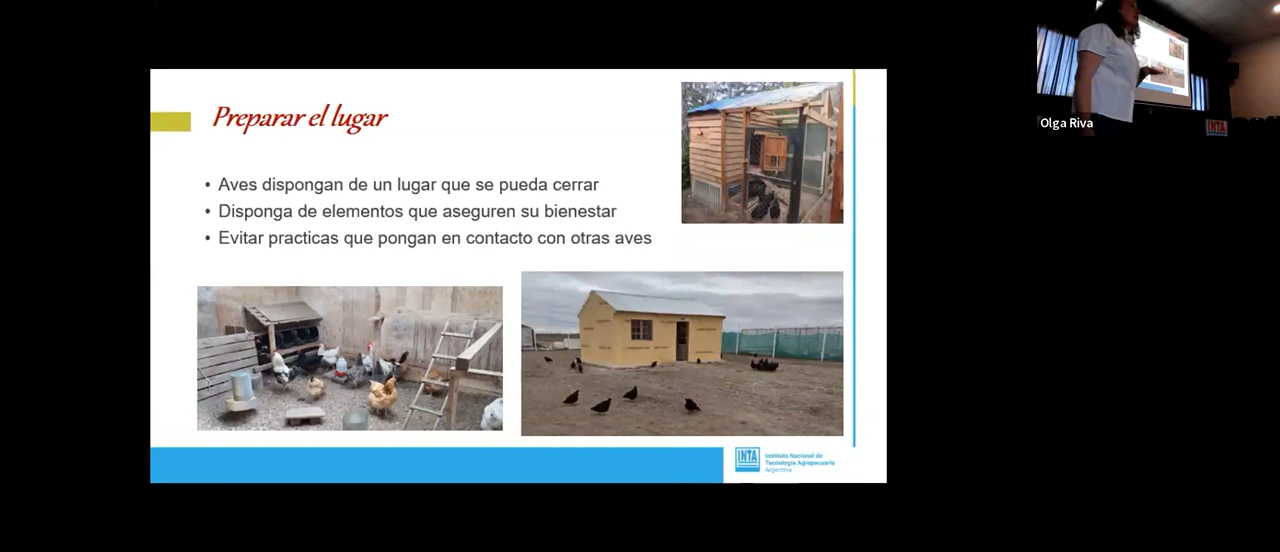 Preparar el lugar
• Aves dispongan de un lugar que se pueda cerrar
• Disponga de elementos que aseguren su bienestar
• Evitar practicas que pongan en contacto con otras aves
INTA
Instituto Nacional de
Tecnología Agropecuaria
Argentina
Olga Riva
INTA